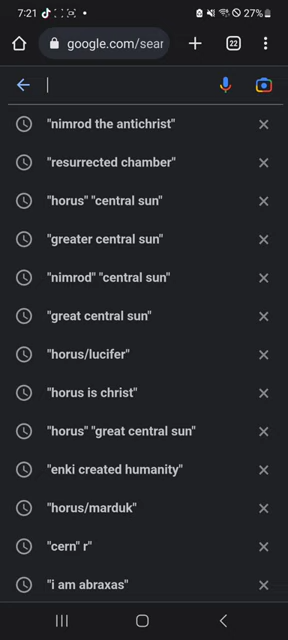 7:21 27%
google.com/sear 22
"nimrod the antichrist"
"resurrected chamber"
"horus" "central sun"
"greater central sun"
"nimrod" "central sun"
"great central sun"
"horus/lucifer"
"horus is christ"
"horus" "great central sun"
"enki created humanity"
"horus/marduk"
"cern" r"
"i am abraxas"